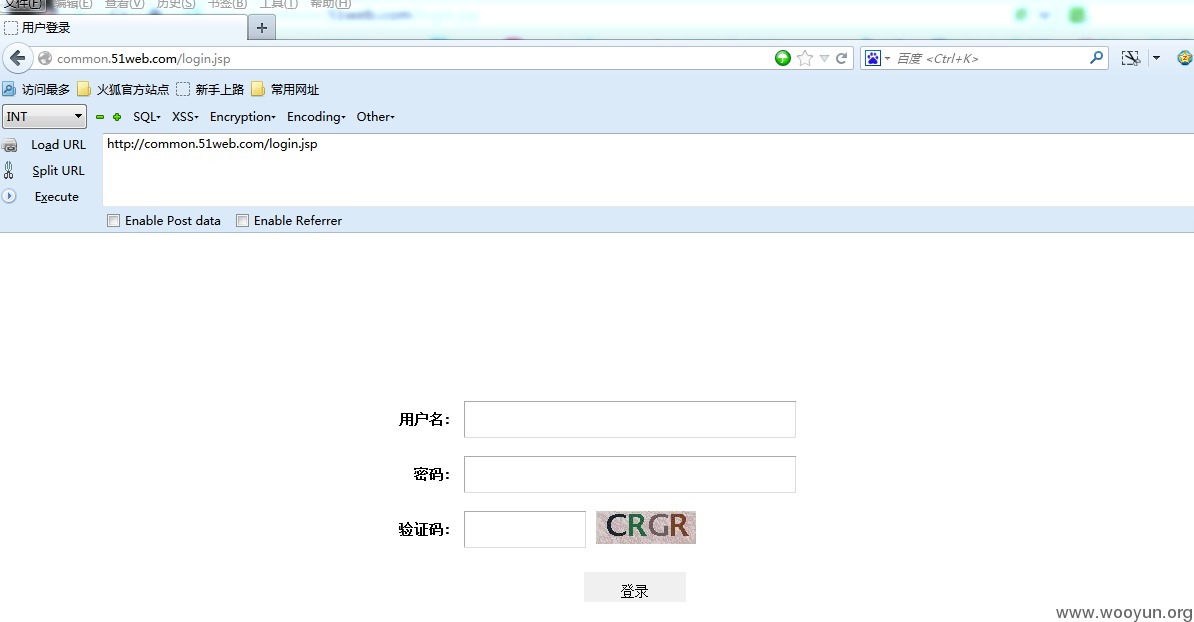 文件(F) 编辑(E) 查看(V) 历史(S) 书签(B) 工具(T) 帮助(H)
用户登录
common.51web.com/login.jsp 百度 <Ctrl+K>
访问最多 火狐官方站点 新手上路 常用网址
INT SQL XSS Encryption Encoding Other
Load URL http://common.51web.com/login.jsp
Split URL
Execute
Enable Post data Enable Referrer
用户名：
密码：
验证码： CRGR
登录
www.wooyun.org